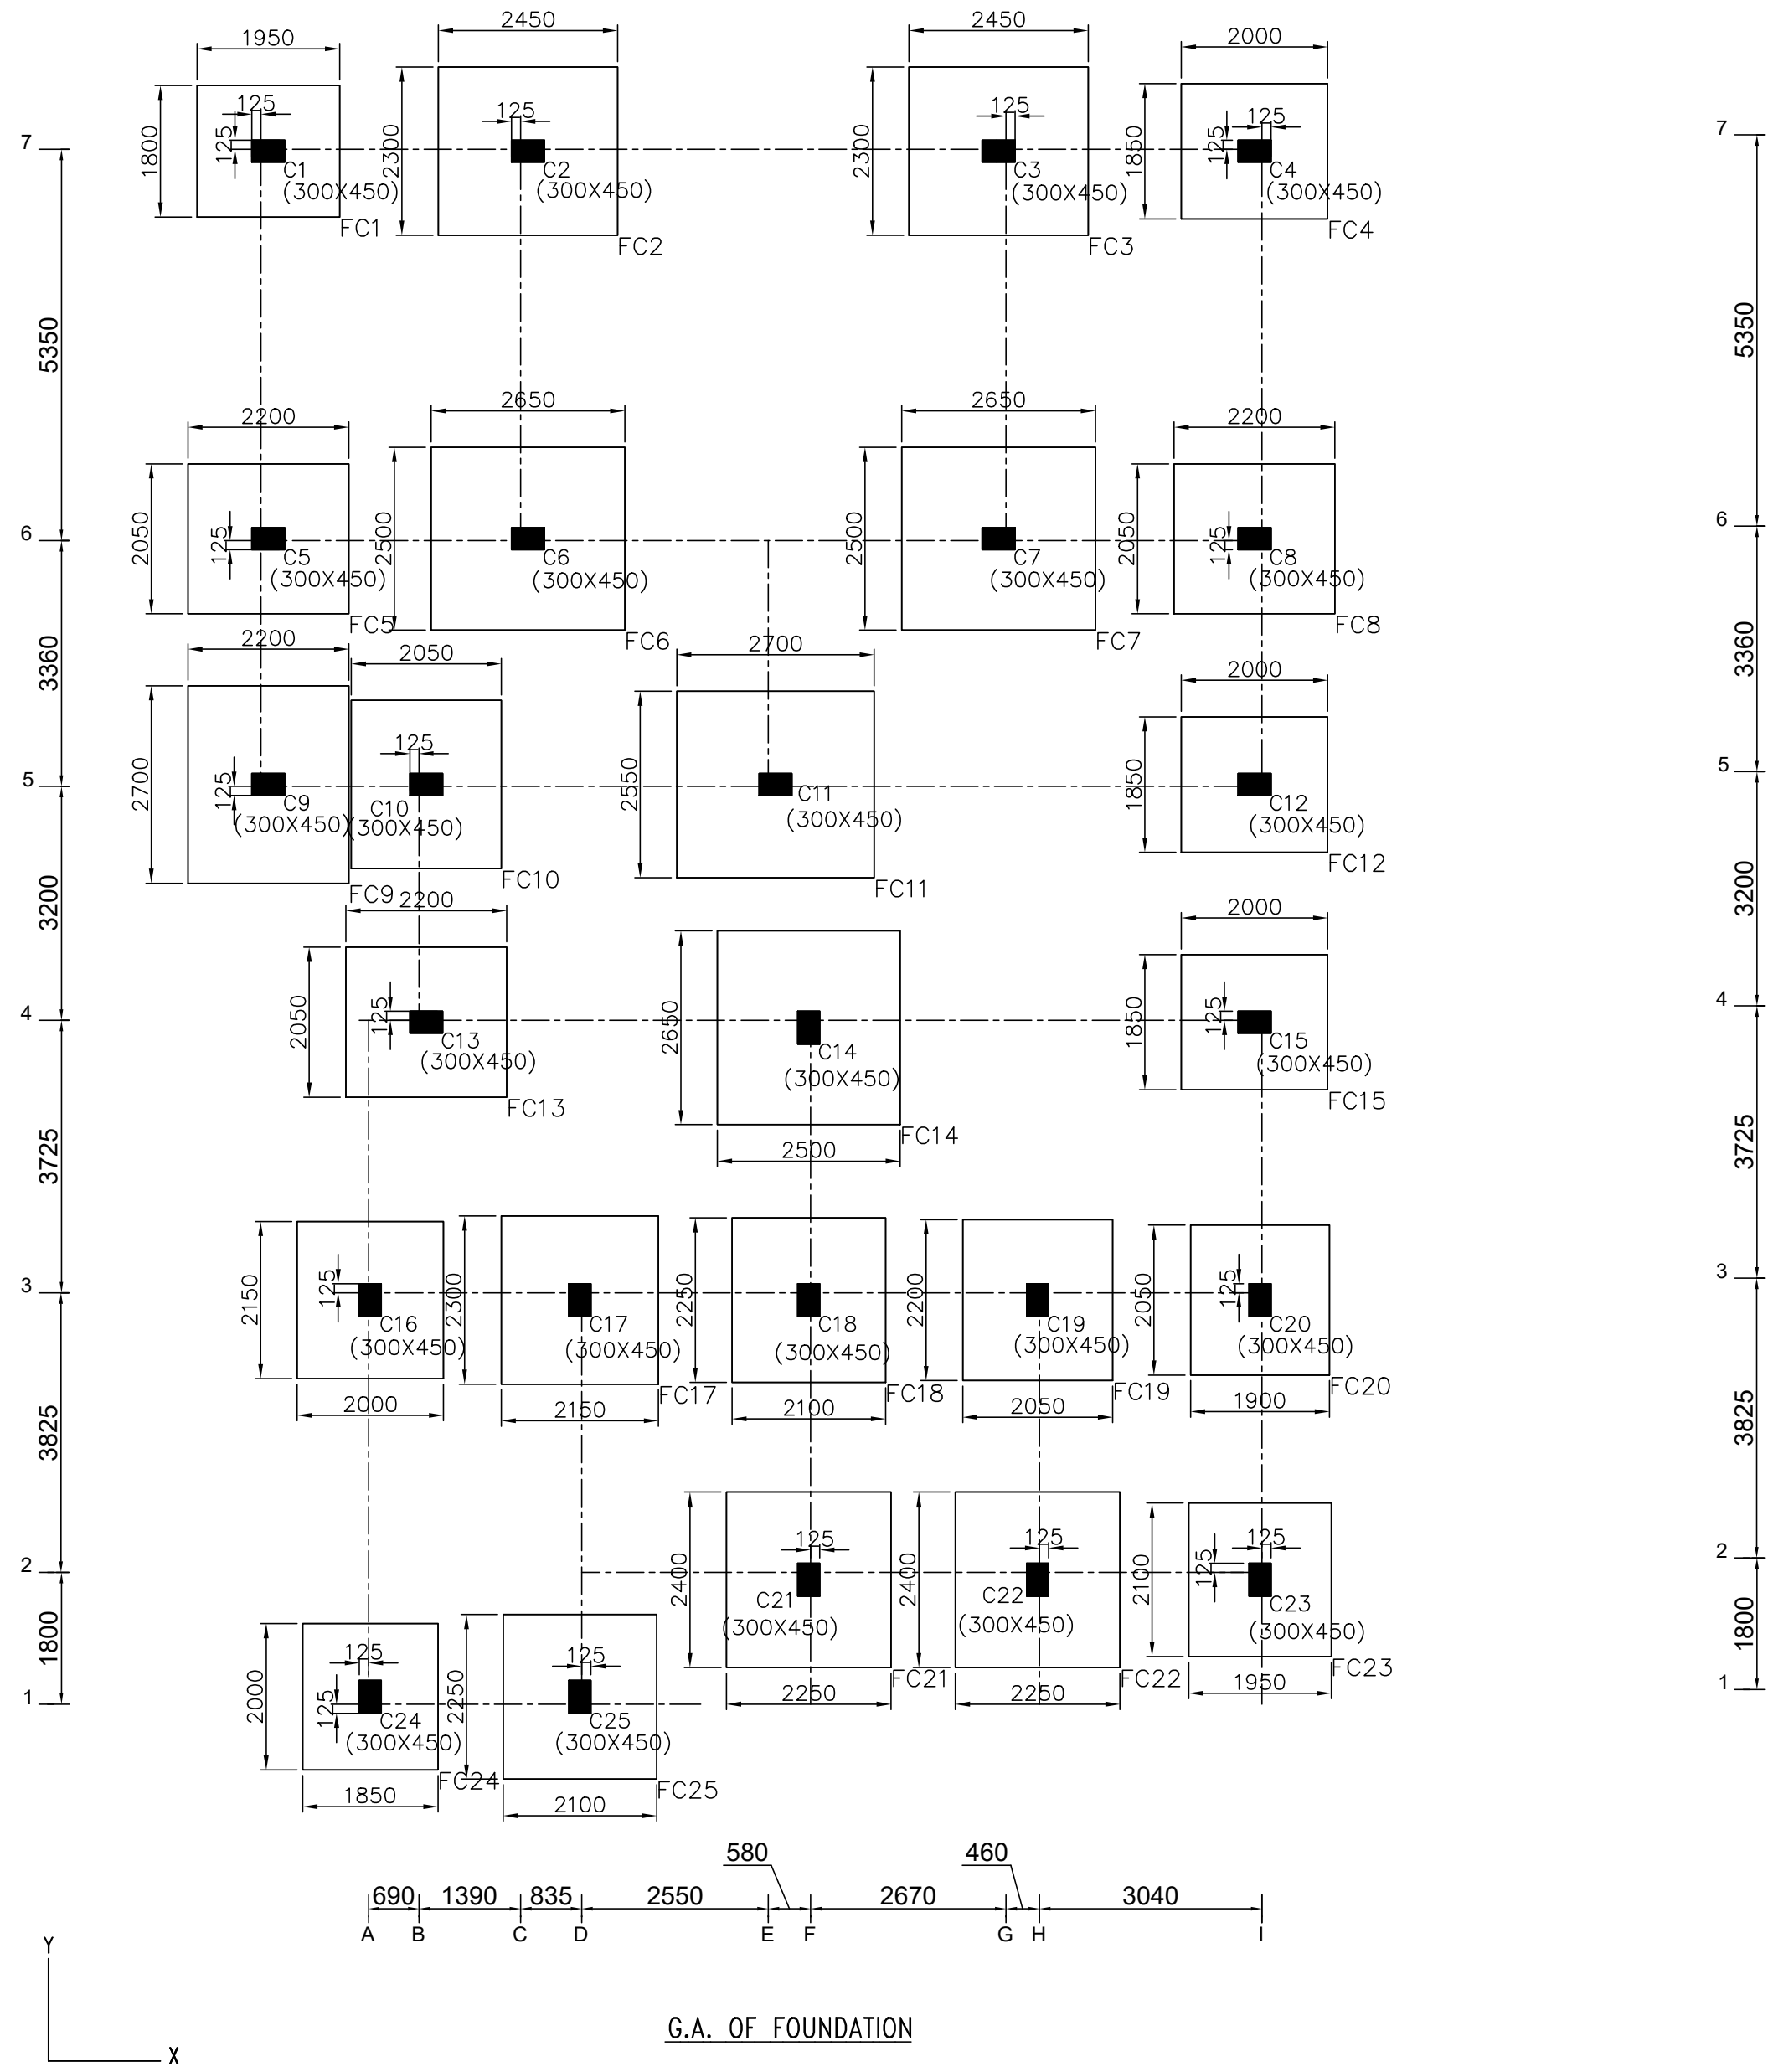 2450
2450
1950
2000
125
125
125
125
7
7
1800
125
2300
2300
1850
125
C1
(300X450)
C2
(300X450)
C3
(300X450)
C4
(300X450)
FC1
FC2
FC3
FC4
5350
5350
2200
2650
2650
2200
6
6
2050
125
2500
2500
2050
125
C5
(300X450)
C6
(300X450)
C7
(300X450)
C8
(300X450)
FC5
FC6
FC7
FC8
3360
3360
2200
2050
2700
2000
125
5
5
2700
125
2550
1850
C9
(300X450)
C10
(300X450)
C11
(300X450)
C12
(300X450)
FC9
FC10
FC11
FC12
3200
3200
2200
2000
4
4
2050
125
2650
1850
125
C13
(300X450)
C14
(300X450)
C15
(300X450)
FC13
FC14
FC15
2500
3725
3725
3
3
2150
125
2300
2250
2200
2050
125
C16
(300X450)
C17
(300X450)
C18
(300X450)
C19
(300X450)
C20
(300X450)
FC17
FC18
FC19
FC20
2000
2150
2100
2050
1900
3825
3825
125
125
125
2
2
2400
2400
2100
125
C21
(300X450)
C22
(300X450)
C23
(300X450)
FC21
FC22
FC23
2250
2250
1950
1800
1800
125
125
1
1
2000
125
2250
C24
(300X450)
C25
(300X450)
FC24
FC25
1850
2100
580
460
690
1390
835
2550
2670
3040
A
B
C
D
E
F
G
H
I
Y
X
G.A. OF FOUNDATION